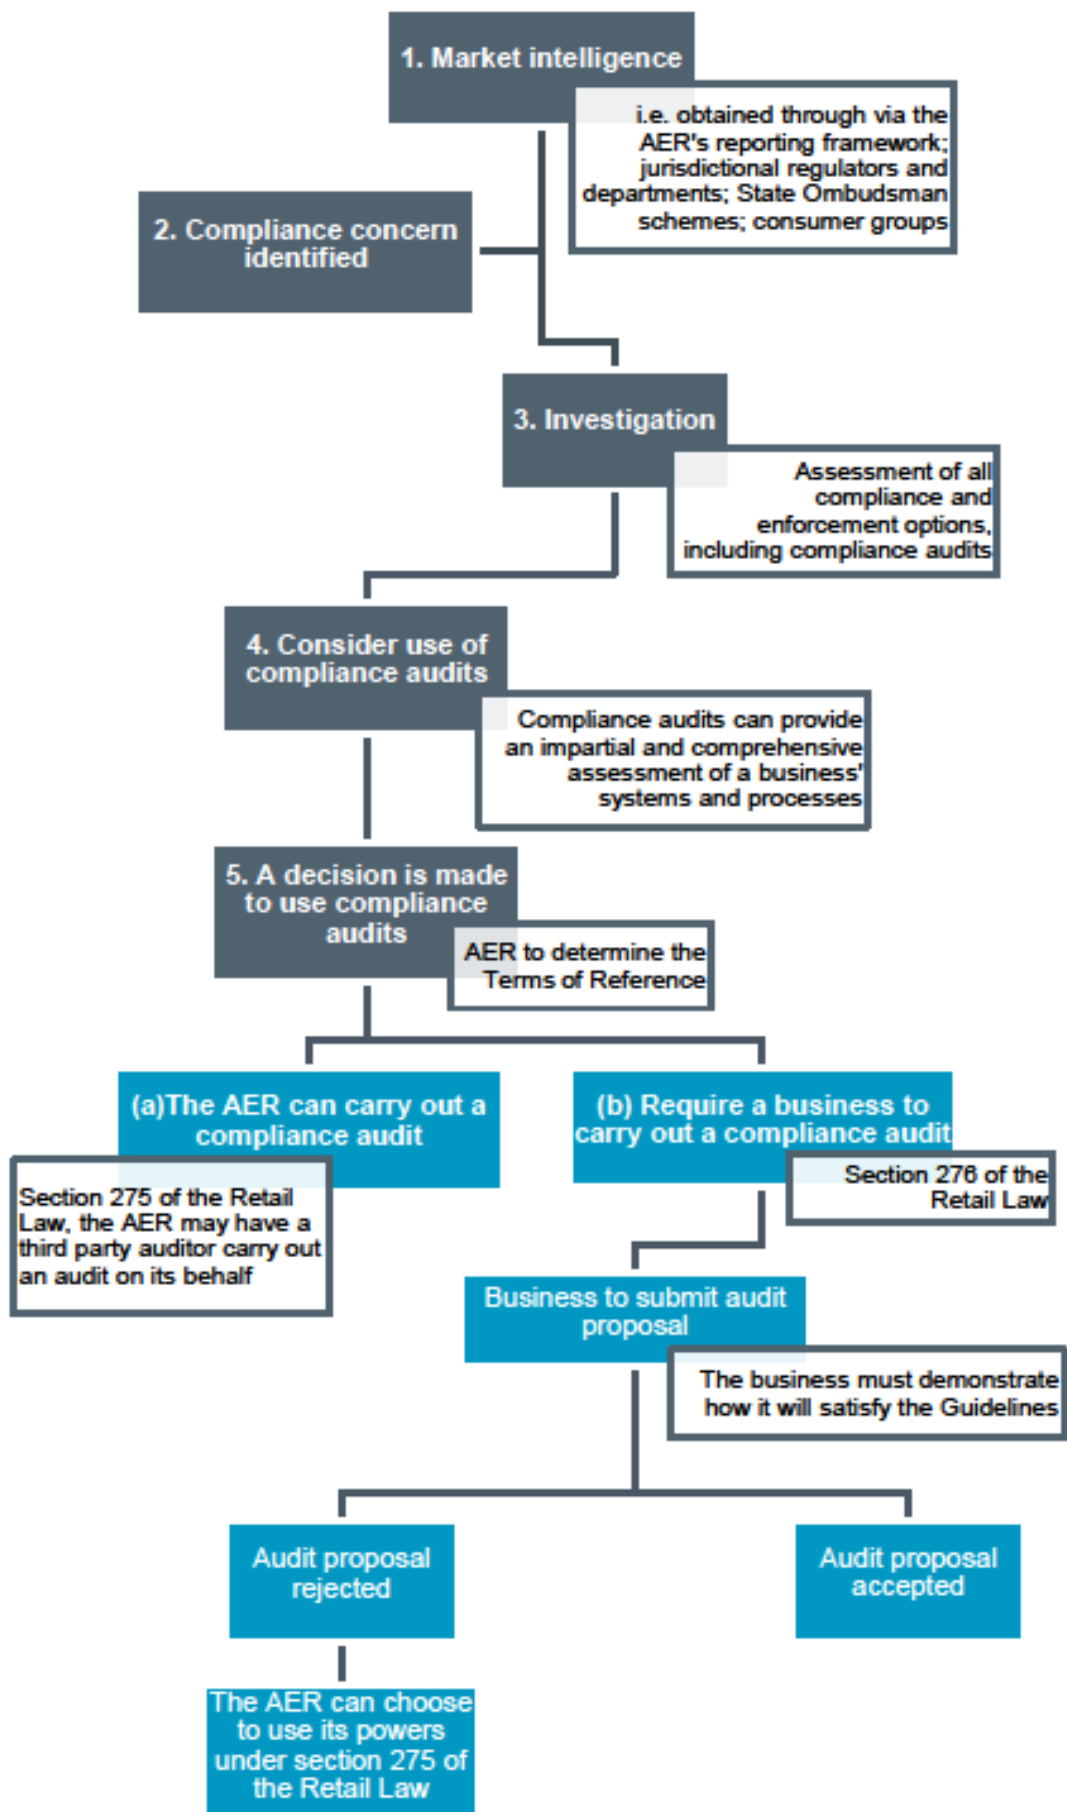 1. Market intelligence
i.e. obtained through via the
AER's reporting framework;
jurisdictional regulators and
departments; State Ombudsman
schemes; consumer groups
2. Compliance concern
identified
3. Investigation
Assessment of all
compliance and
enforcement options,
including compliance audits
4. Consider use of
compliance audits
Compliance audits can provide
an impartial and comprehensive
assessment of a business'
systems and processes
5. A decision is made
to use compliance
audits
AER to determine the
Terms of Reference
(a)The AER can carry out a
compliance audit
Section 275 of the Retail
Law, the AER may have a
third party auditor carry out
an audit on its behalf
(b) Require a business to
carry out a compliance audit
Section 276 of the
Retail Law
Business to submit audit
proposal
The business must demonstrate
how it will satisfy the Guidelines
Audit proposal
rejected
Audit proposal
accepted
The AER can choose
to use its powers
under section 275 of
the Retail Law